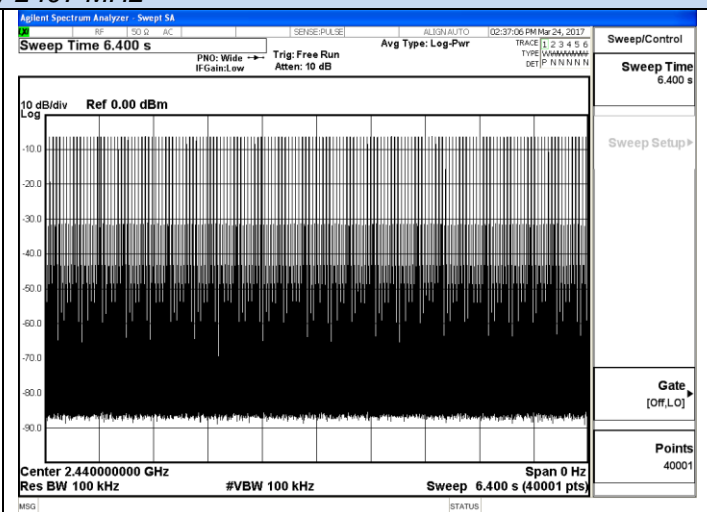 Agilent Spectrum Analyzer - Swept SA
RF 50 Ω AC SENSE:PULSE ALIGN AUTO 02:37:06 PM Mar 24, 2017
Sweep Time 6.400 s
PNO: Wide
IFGain:Low
Trig: Free Run
Atten: 10 dB
Avg Type: Log-Pwr
TRACE 1 2 3 4 5 6
TYPE
DET P N N N N N
10 dB/div Ref 0.00 dBm
Log
-10.0
-20.0
-30.0
-40.0
-50.0
-60.0
-70.0
-80.0
-90.0
Center 2.440000000 GHz Span 0 Hz
Res BW 100 kHz #VBW 100 kHz Sweep 6.400 s (40001 pts)
MSG STATUS
Sweep/Control
Sweep Time
6.400 s
Sweep Setup
Gate
[Off,LO]
Points
40001